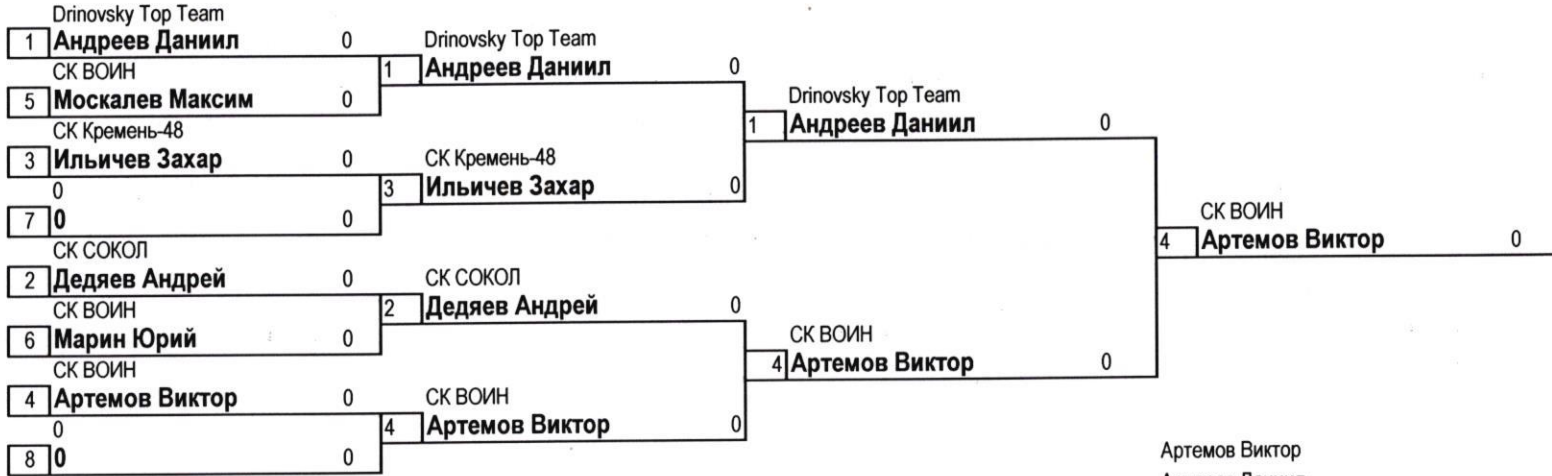 Drinovsky Top Team
1 Андреев Даниил 0
СК ВОИН
5 Москалев Максим 0
СК Кремень-48
3 Ильичев Захар 0
0
7 0 0
СК СОКОЛ
2 Дедяев Андрей 0
СК ВОИН
6 Марин Юрий 0
СК ВОИН
4 Артемов Виктор 0
0
8 0 0
Drinovsky Top Team
1 Андреев Даниил 0
СК Кремень-48
3 Ильичев Захар 0
СК СОКОЛ
2 Дедяев Андрей 0
СК ВОИН
4 Артемов Виктор 0
Drinovsky Top Team
1 Андреев Даниил 0
СК ВОИН
4 Артемов Виктор 0
СК ВОИН
4 Артемов Виктор 0
Артемов Виктор